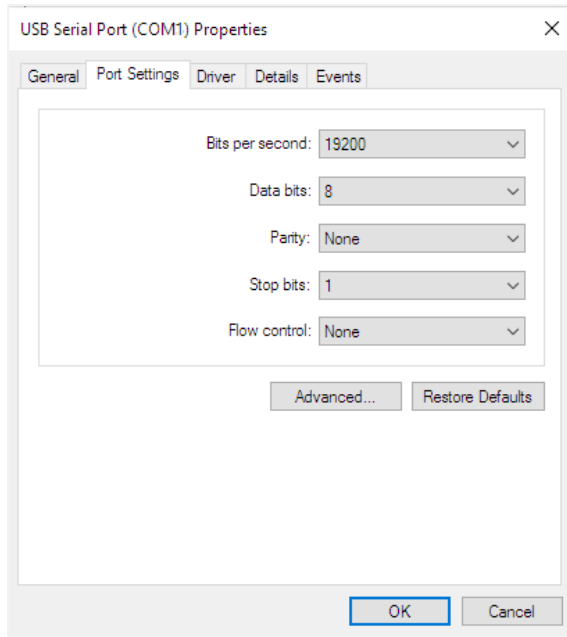 USB Serial Port (COM1) Properties
General Port Settings Driver Details Events
Bits per second: 19200
Data bits: 8
Parity: None
Stop bits: 1
Flow control: None
Advanced... Restore Defaults
OK Cancel